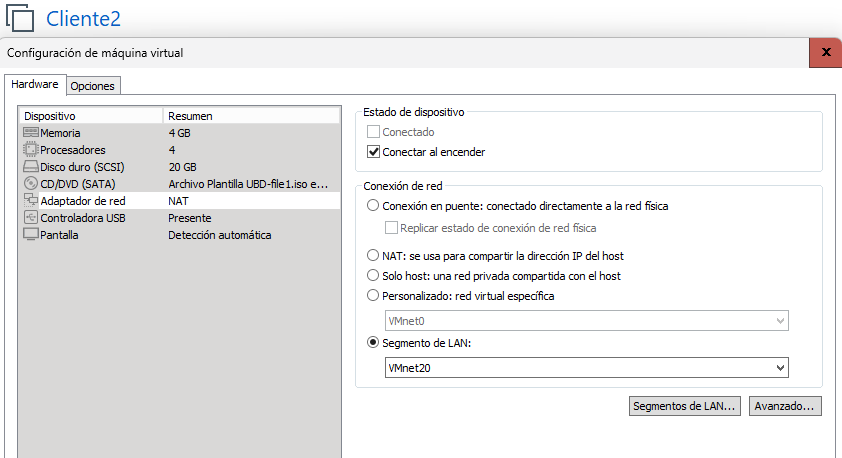 Cliente2
Configuración de máquina virtual
x
Hardware Opciones
Dispositivo Resumen
Memoria 4 GB
Procesadores 4
Disco duro (SCSI) 20 GB
CD/DVD (SATA) Archivo Plantilla UBD-file1.iso e...
Adaptador de red NAT
Controladora USB Presente
Pantalla Detección automática
Estado de dispositivo
Conectado
Conectar al encender
Conexión de red
Conexión en puente: conectado directamente a la red física
Replicar estado de conexión de red física
NAT: se usa para compartir la dirección IP del host
Solo host: una red privada compartida con el host
Personalizado: red virtual específica
VMnet0
Segmento de LAN:
VMnet20
Segmentos de LAN... Avanzado...